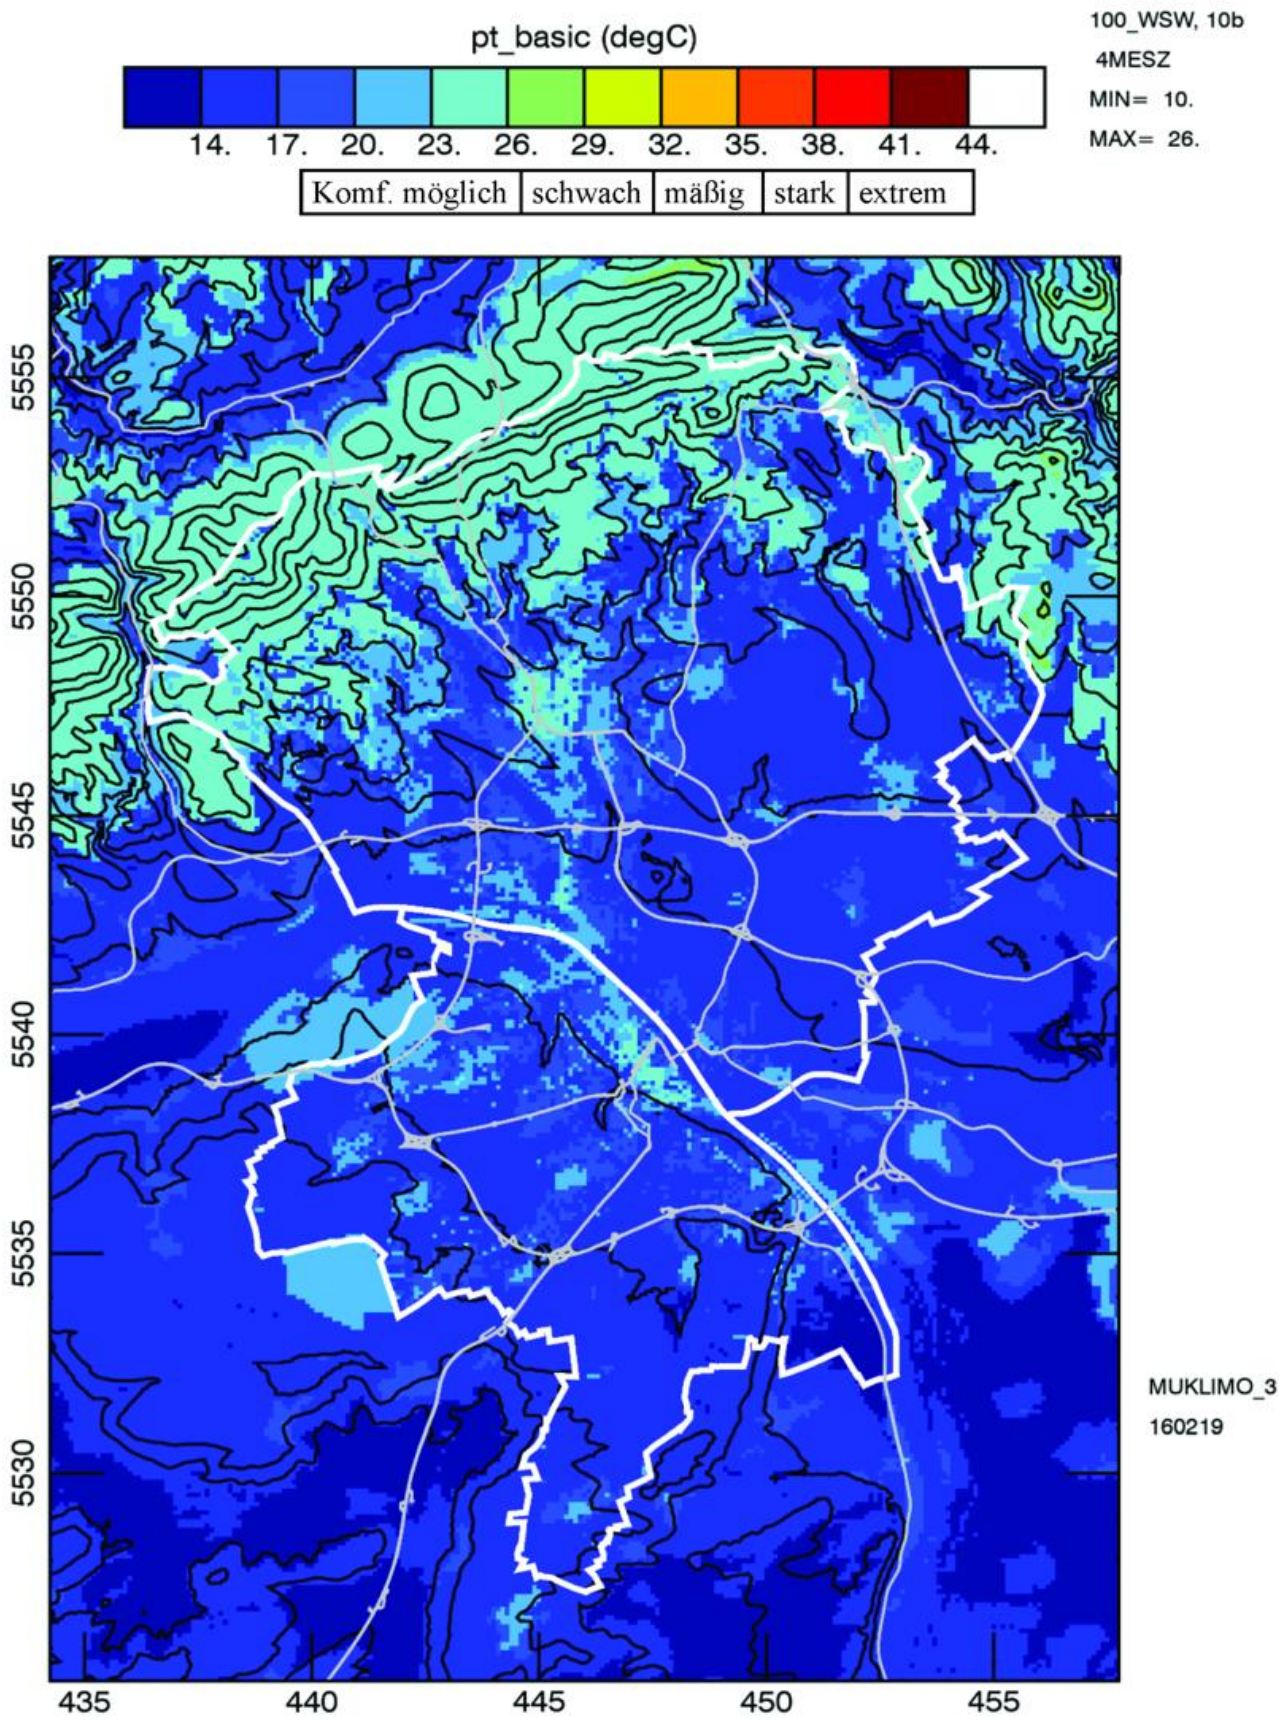 pt_basic (degC)
100_WSW, 10b
4MESZ
MIN= 10.
MAX= 26.
14. 17. 20. 23. 26. 29. 32. 35. 38. 41. 44.
Komf. möglich schwach mäßig stark extrem
5555
5550
5545
5540
5535
5530
435 440 445 450 455
MUKLIMO_3
160219